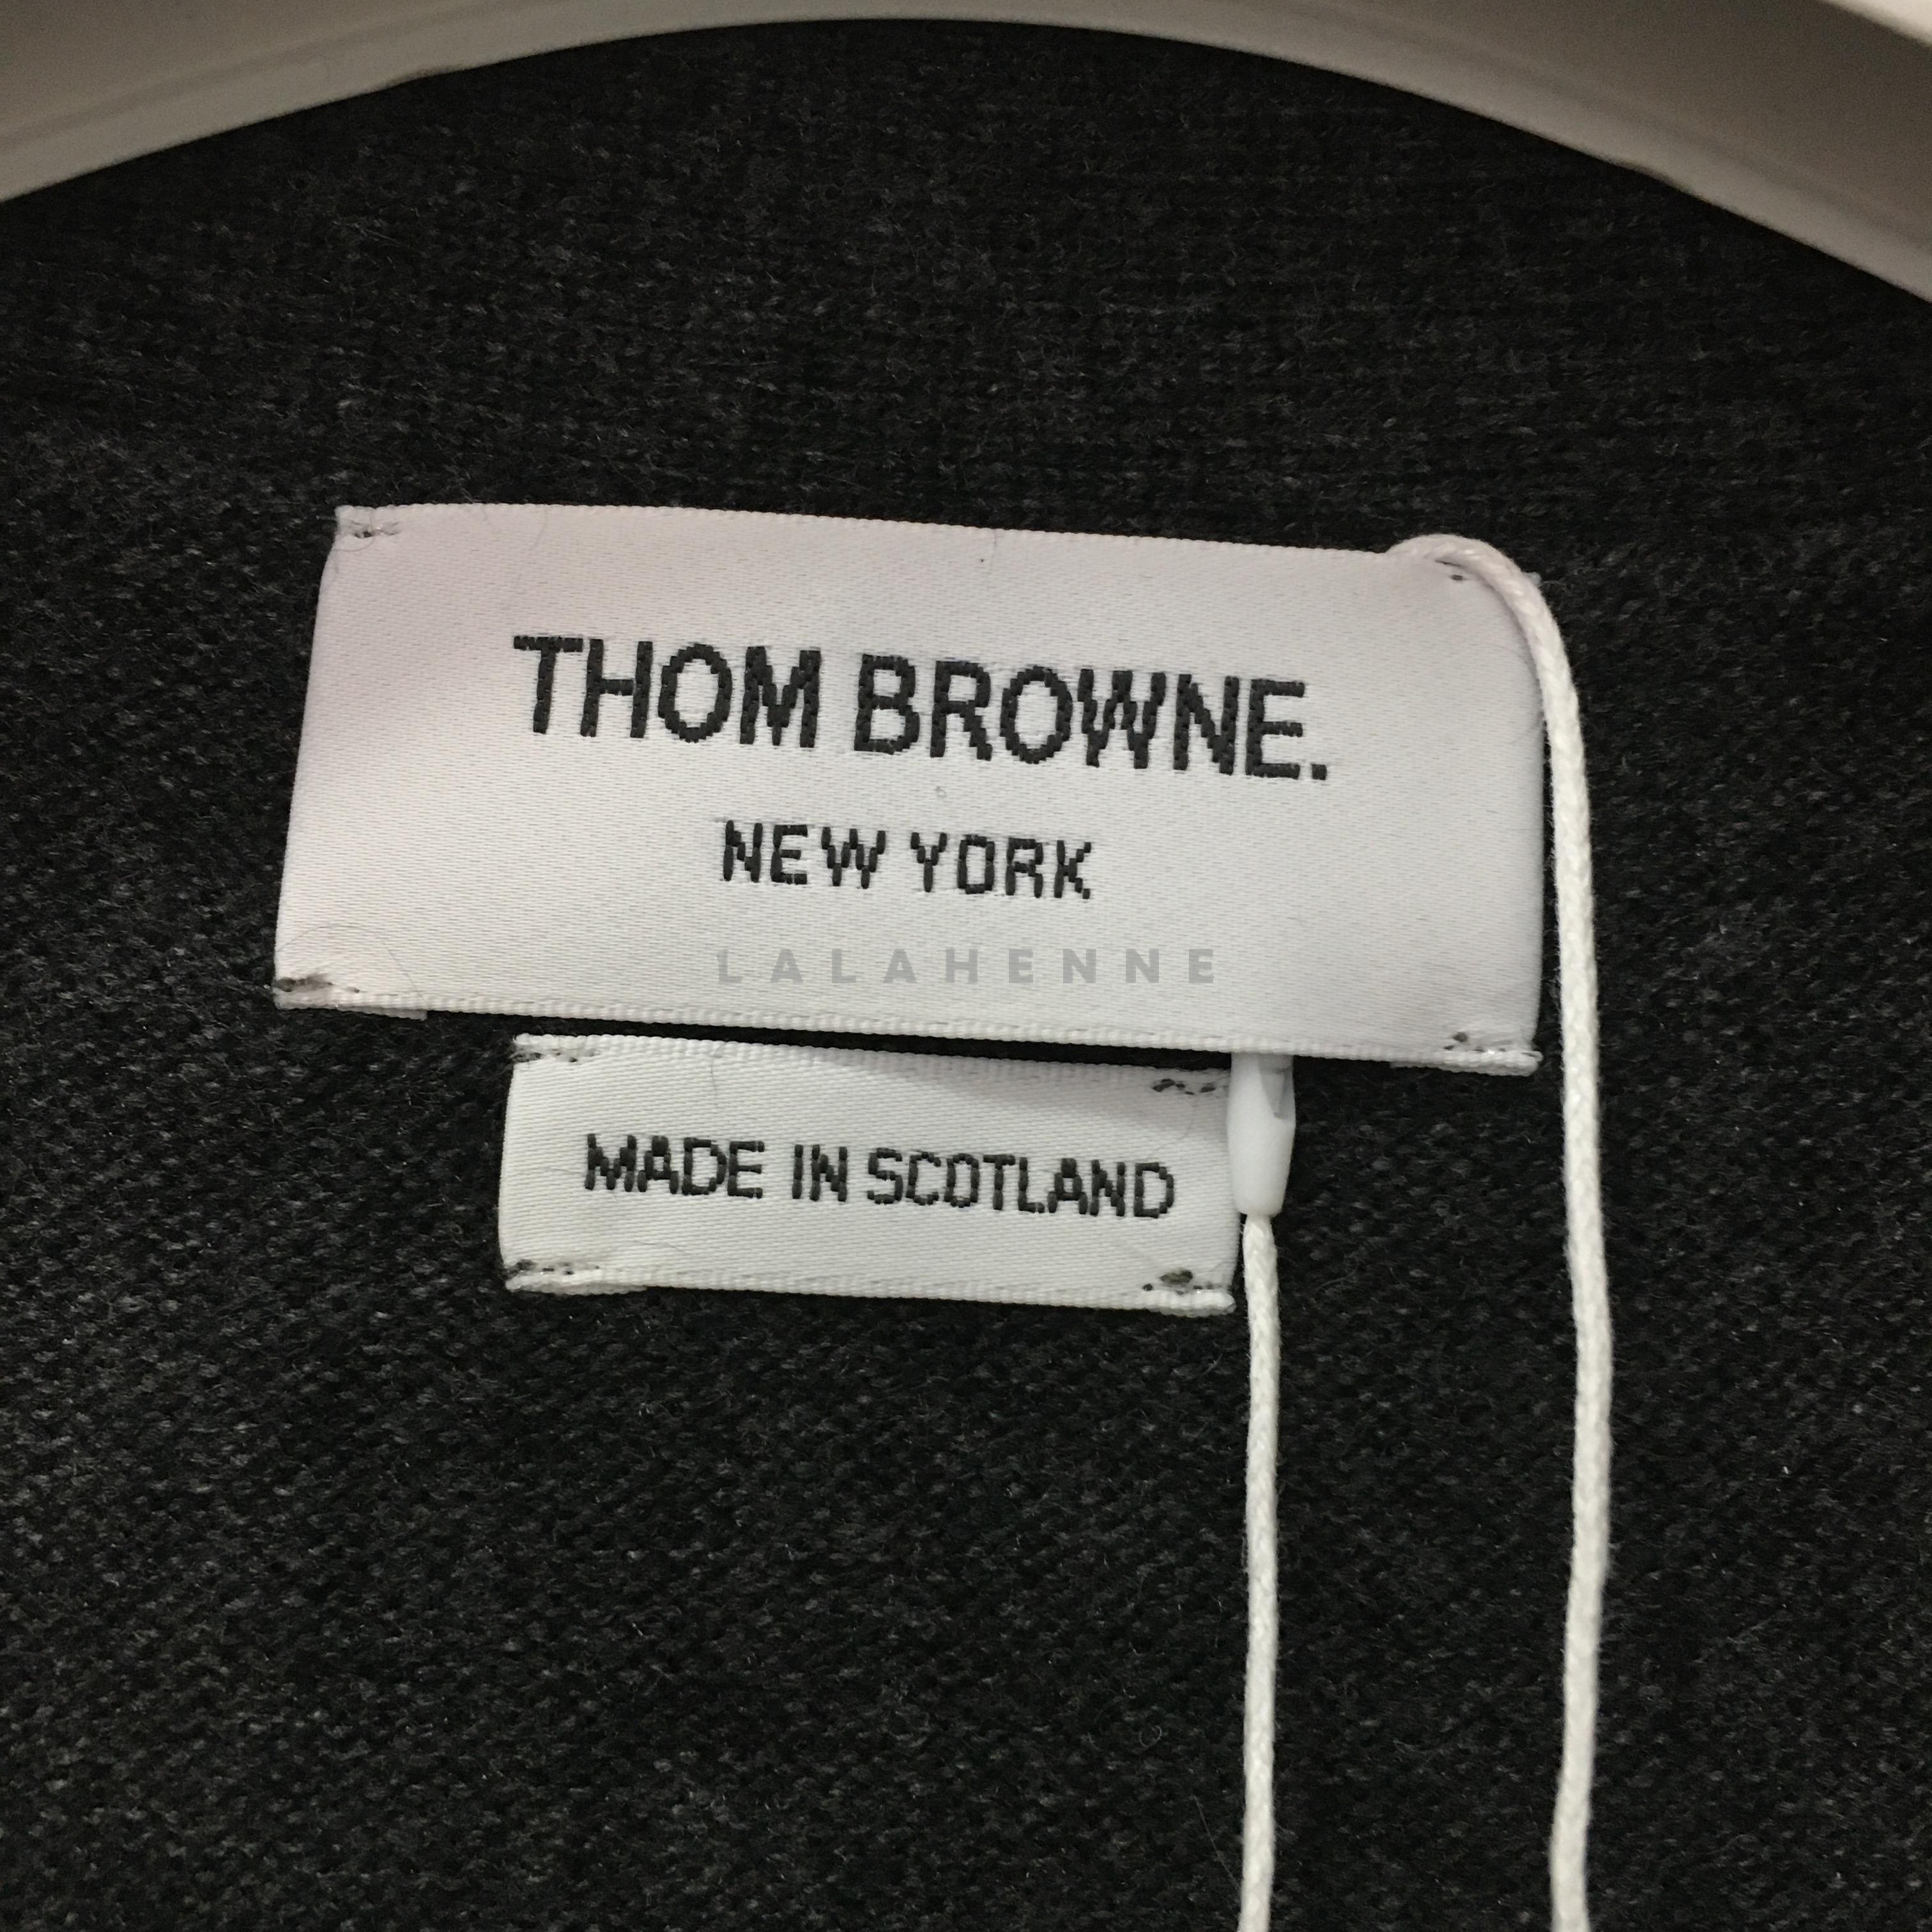 THOM BROWNE.
NEW YORK
LALAHENNE
MADE IN SCOTLAND